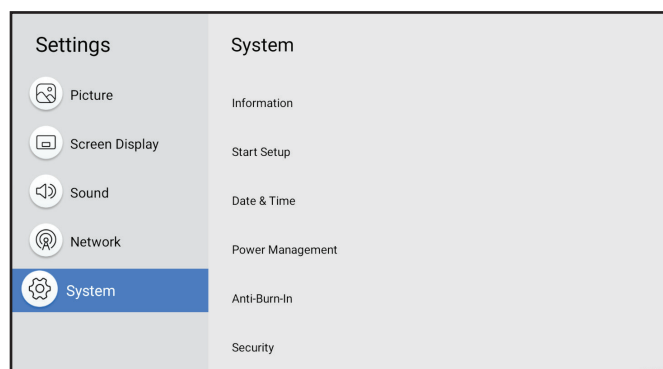 Settings
Picture
Screen Display
Sound
Network
System
System
Information
Start Setup
Date & Time
Power Management
Anti-Burn-In
Security